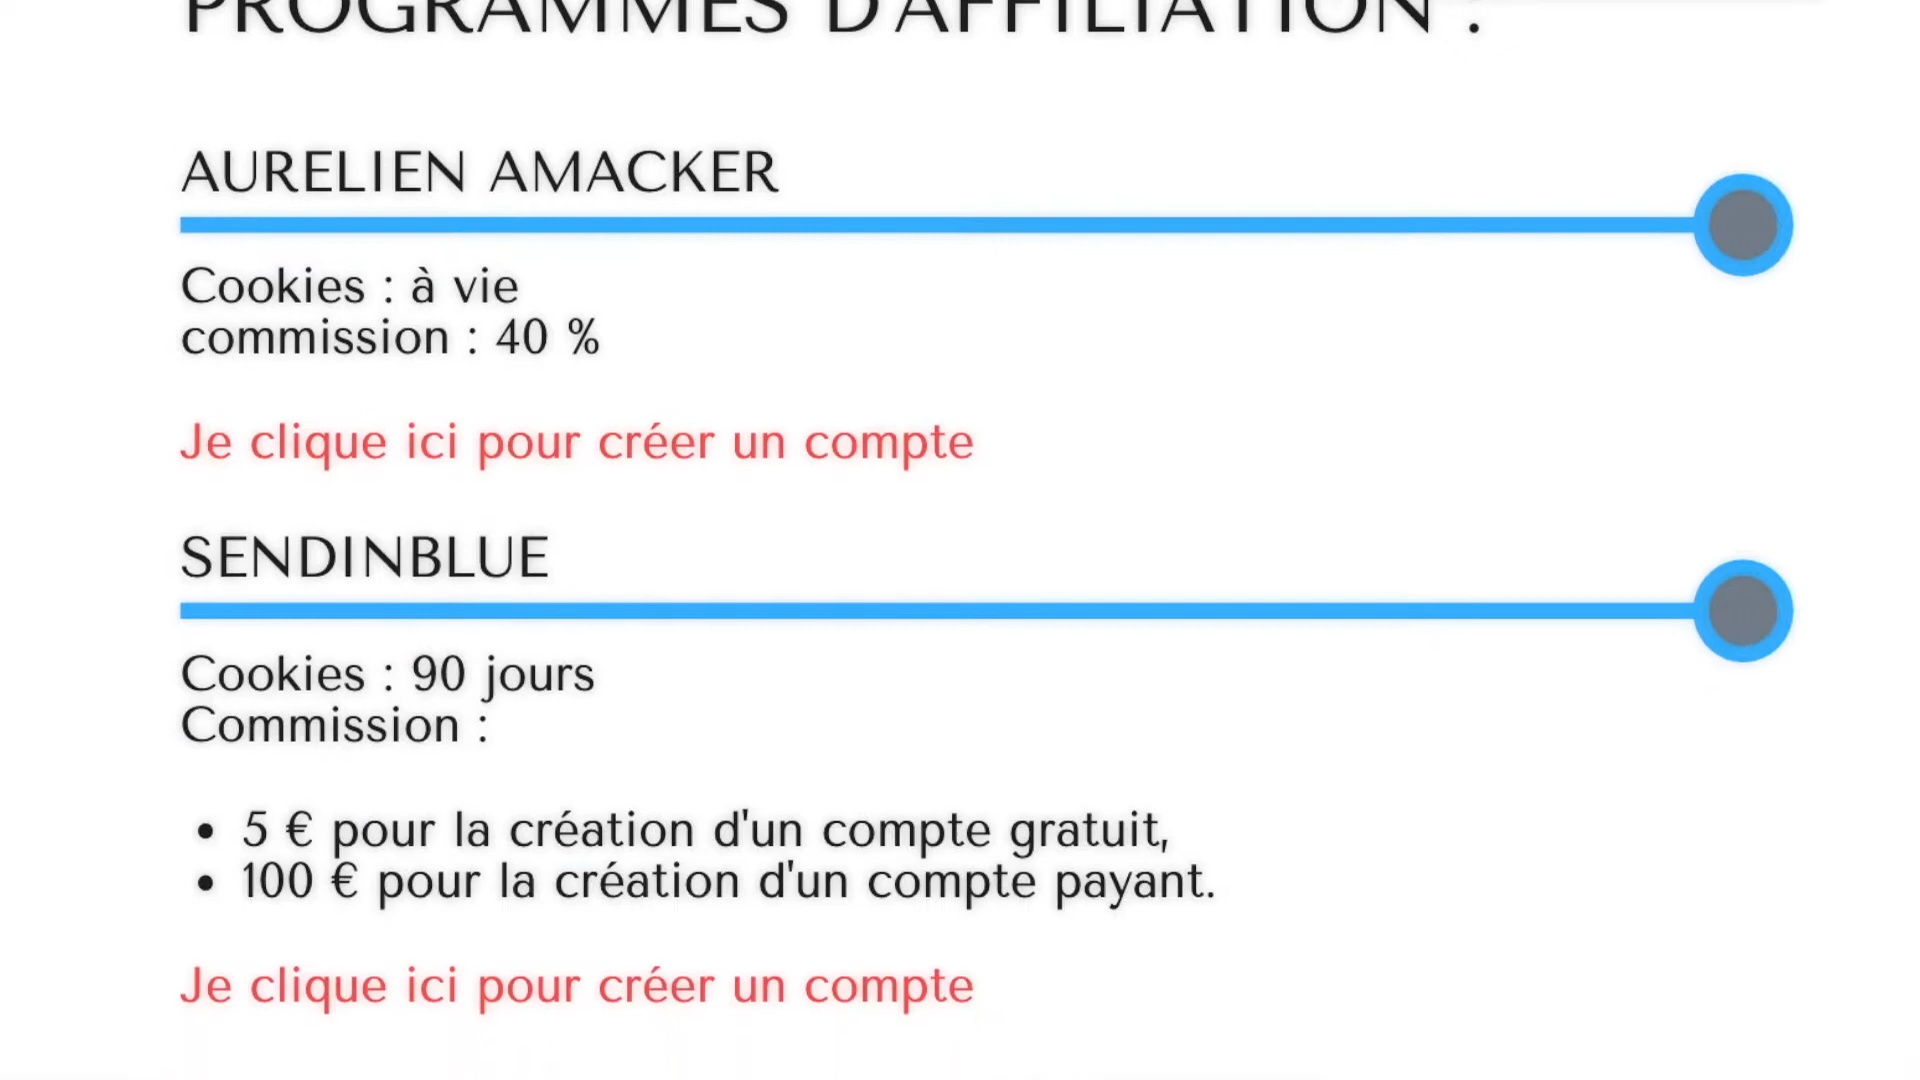 PROGRAMMES D'AFFILIATION :
AURELIEN AMACKER
Cookies : à vie
commission : 40 %
Je clique ici pour créer un compte
SENDINBLUE
Cookies : 90 jours
Commission :
• 5 € pour la création d'un compte gratuit,
• 100 € pour la création d'un compte payant.
Je clique ici pour créer un compte